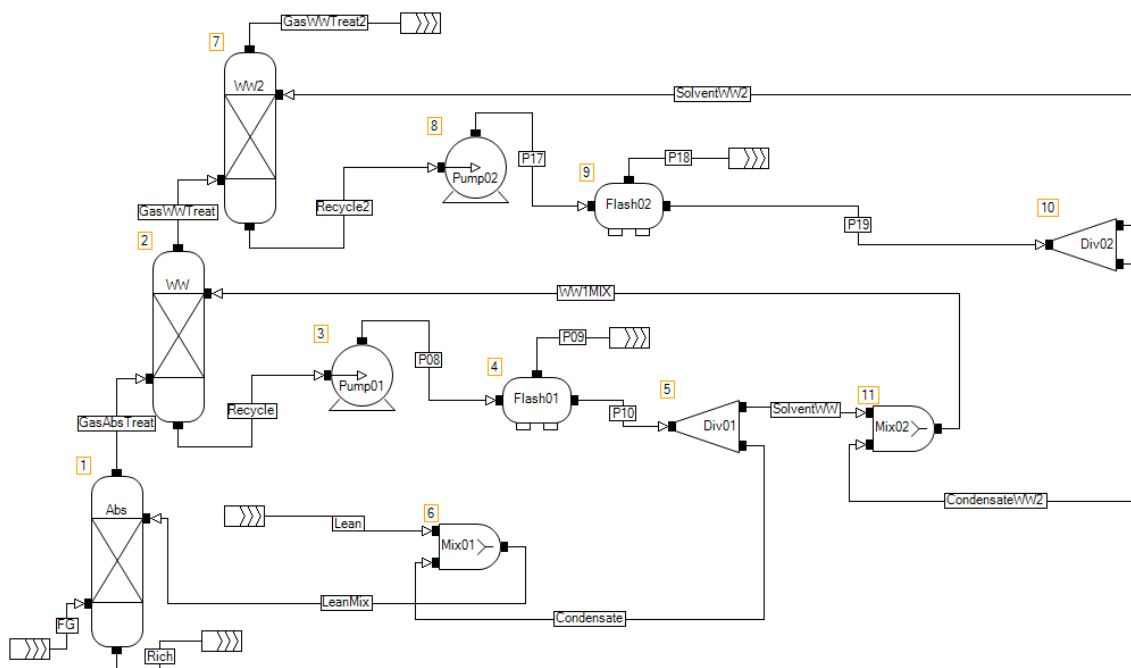 GasWWTreat2
7
WW2
SolventWW2
8
P17
Pump02
9
P18
Flash02
GasWWTreat
Recycle2
P19
10
Div02
2
WW
WW1MIX
3
P08
Pump01
4
P09
Flash01
5
P10
Div01
SolventWW
11
Mix02
GasAbsTreat
Recycle
1
Abs
Lean
6
Mix01
CondensateWW2
LeanMix
Condensate
FG
Rich